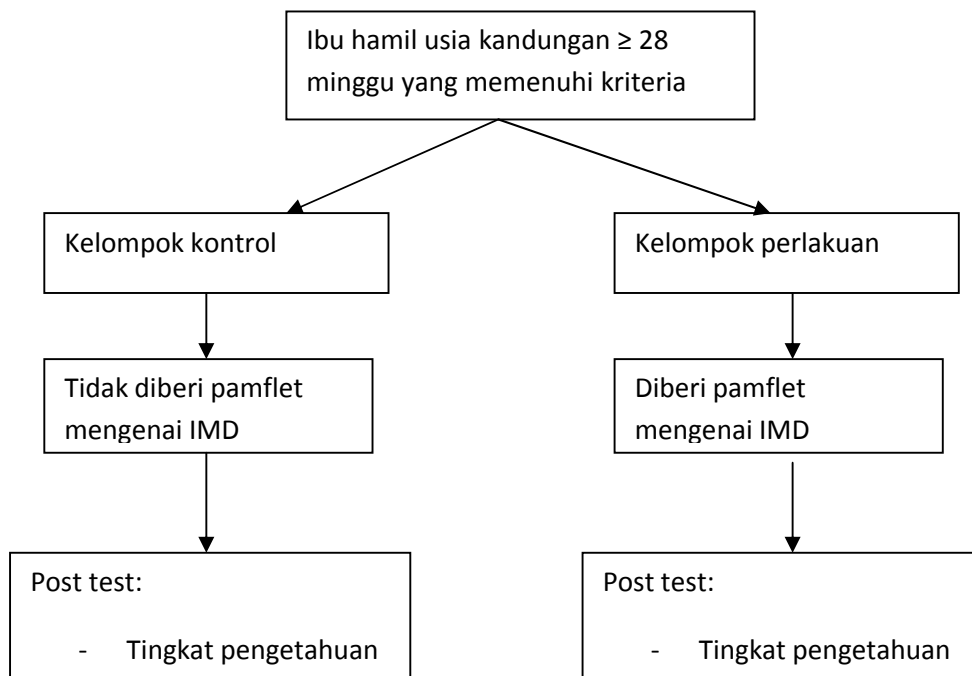 Ibu hamil usia kandungan ≥ 28
minggu yang memenuhi kriteria
Kelompok kontrol
Kelompok perlakuan
Tidak diberi pamflet
mengenai IMD
Diberi pamflet
mengenai IMD
Post test:
- Tingkat pengetahuan
Post test:
- Tingkat pengetahuan